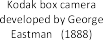 Kodak box camera
developed by George
Eastman (1888)